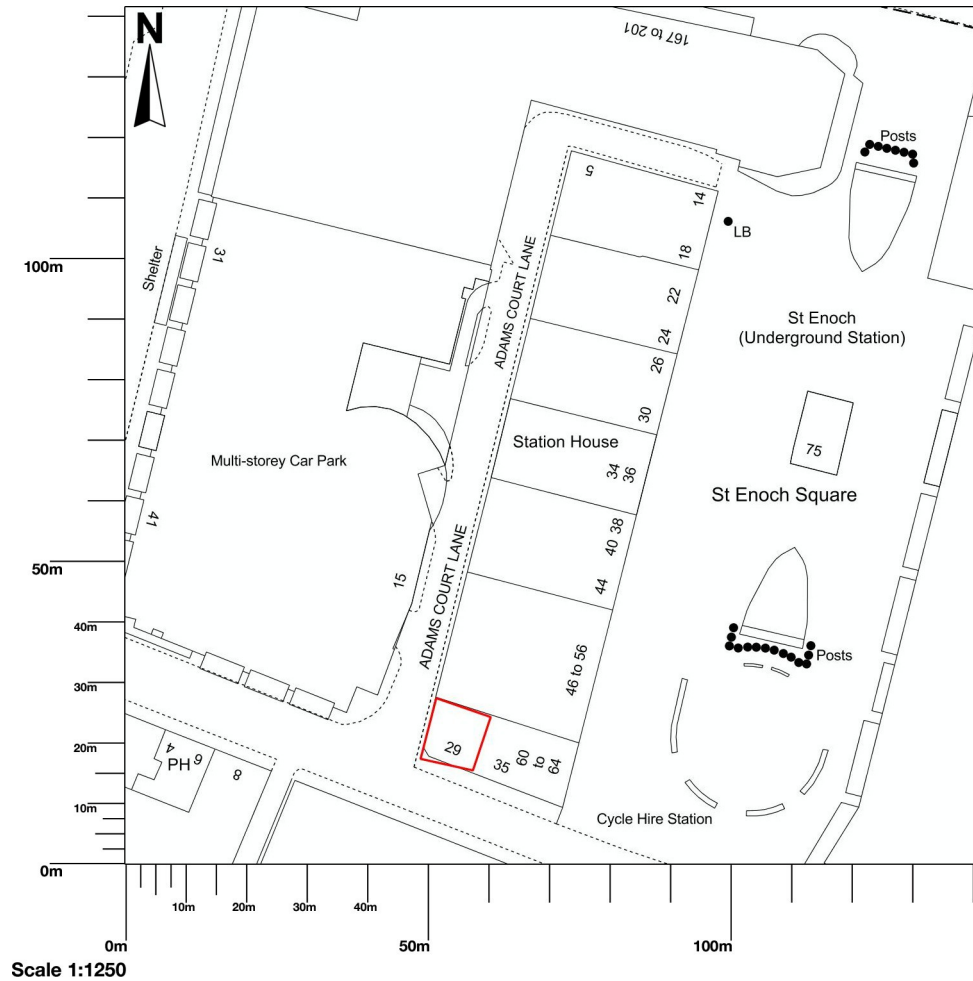 N
167 to 201
Posts
5
14
LB
31
18
Shelter
100m
ADAMS COURT LANE
22
St Enoch
(Underground Station)
24
26
30
Station House
75
Multi-storey Car Park
34
36
St Enoch Square
41
38
40
50m
15
44
ADAMS COURT LANE
40m
46 to 56
Posts
30m
29
60
to
64
35
20m
4
PH
6
8
10m
Cycle Hire Station
0m
10m
20m
30m
40m
0m
50m
100m
Scale 1:1250